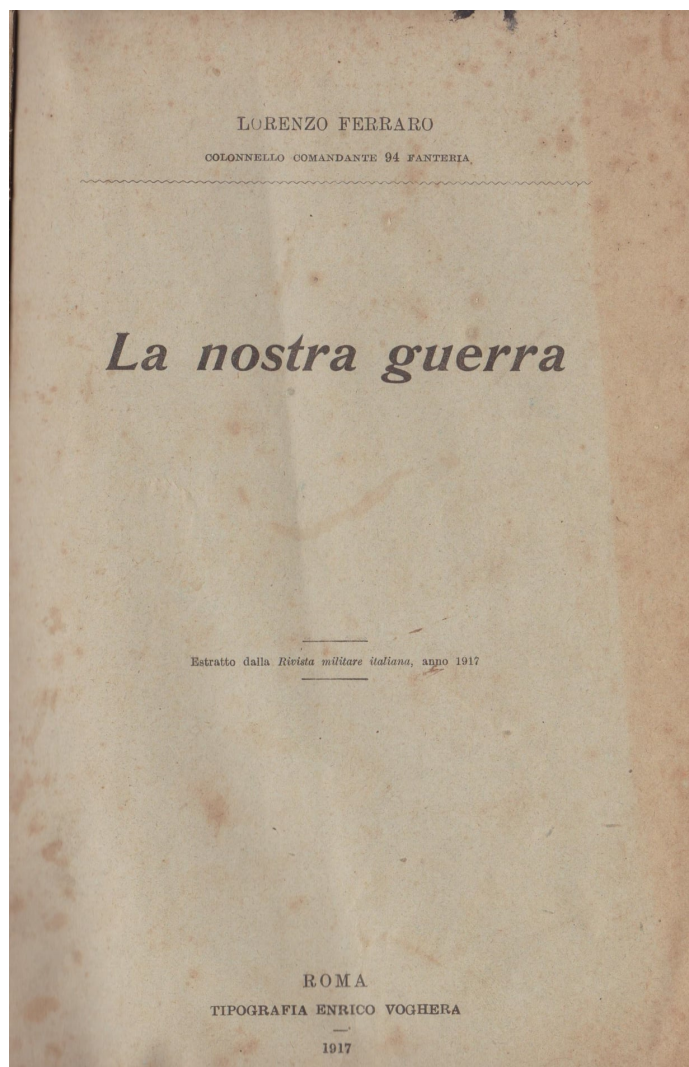 LORENZO FERRARO
COLONNELLO COMANDANTE 94 FANTERIA
La nostra guerra
Estratto dalla Rivista militare italiana, anno 1917
ROMA
TIPOGRAFIA ENRICO VOGHERA
1917